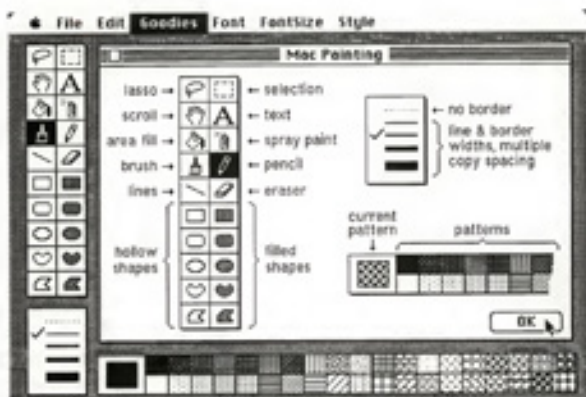 File Edit Goodies Font FontSize Style
Mac Painting
lasso → ← selection
scroll → A ← text
area fill → ← spray paint
brush → ← pencil
lines → ← eraser
hollow shapes
filled shapes
← no border
line & border
widths, multiple
copy spacing
current
pattern
patterns
OK